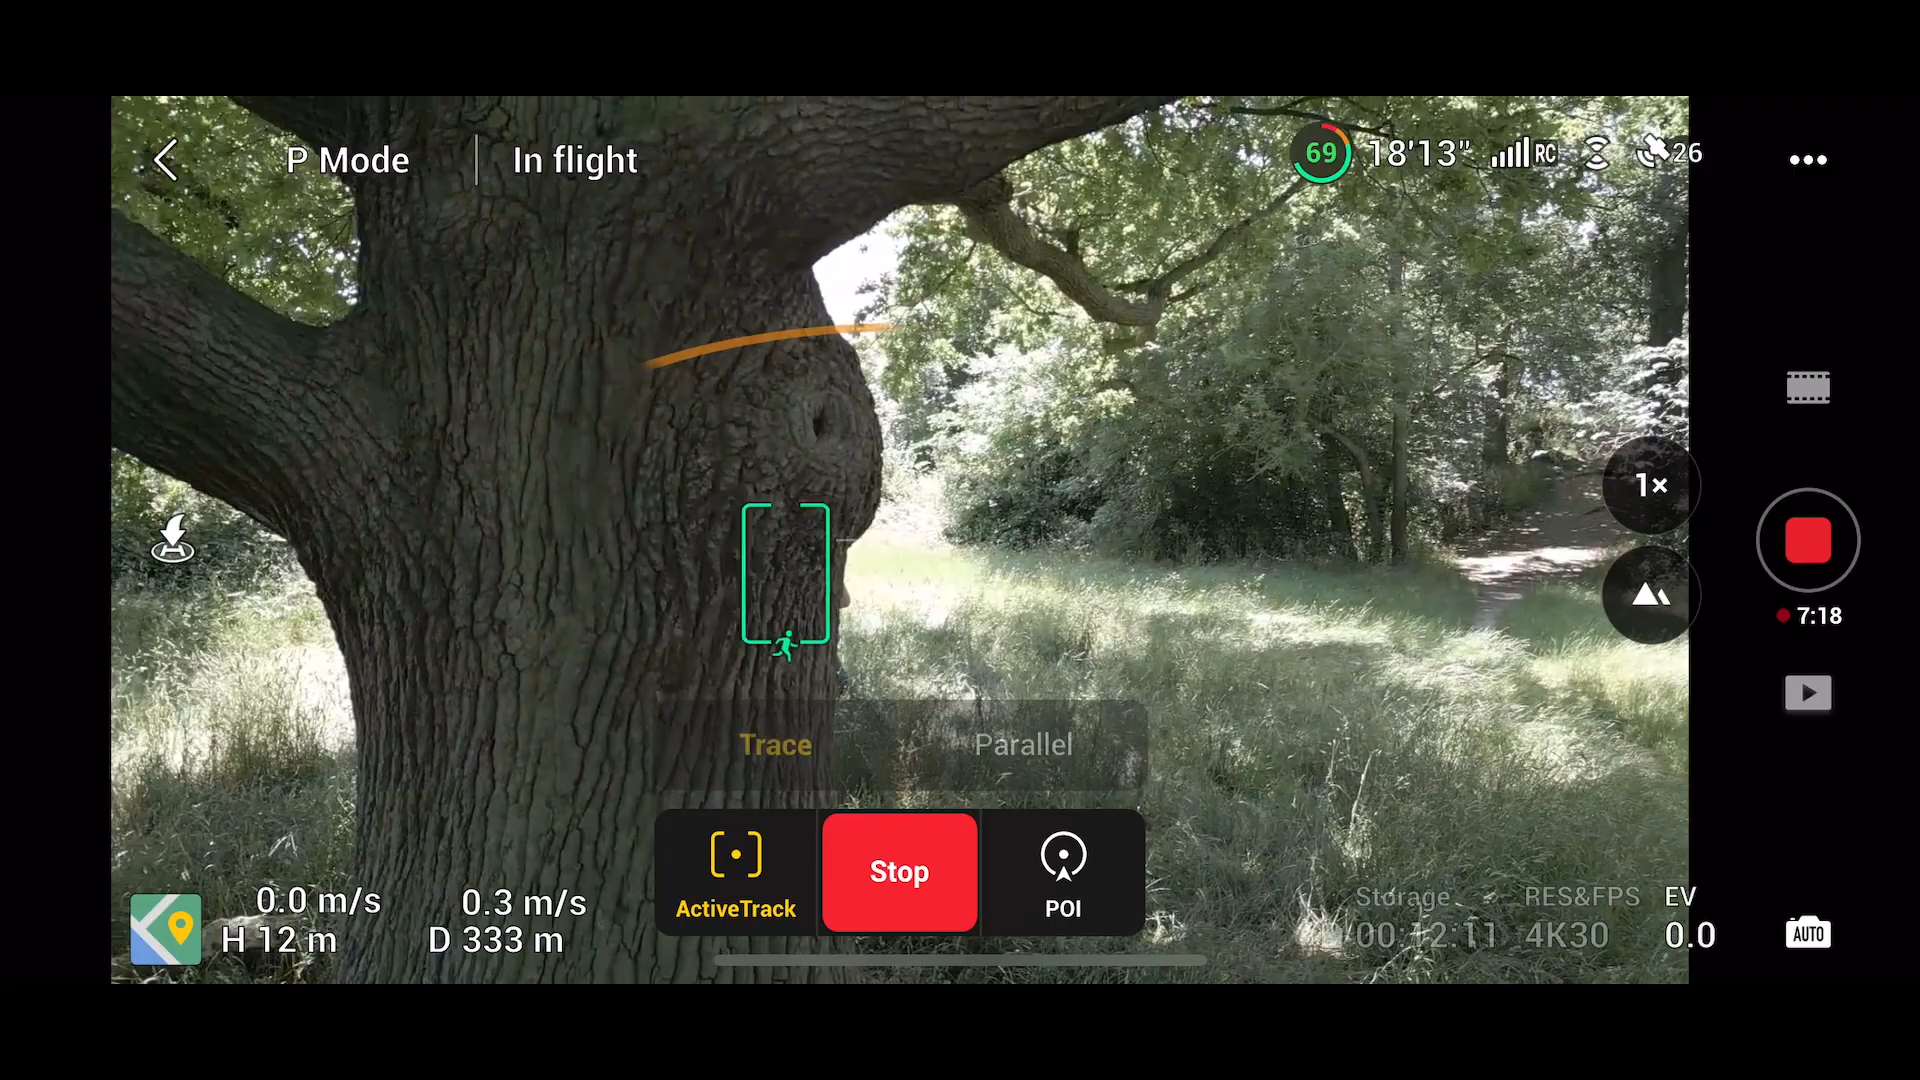 P Mode
In flight
69
18'13"
RC
26
1×
7:18
Trace
Parallel
ActiveTrack
Stop
POI
0.0 m/s
0.3 m/s
H 12 m
D 333 m
Storage
RES&FPS
EV
00:12:11
4K30
0.0
AUTO